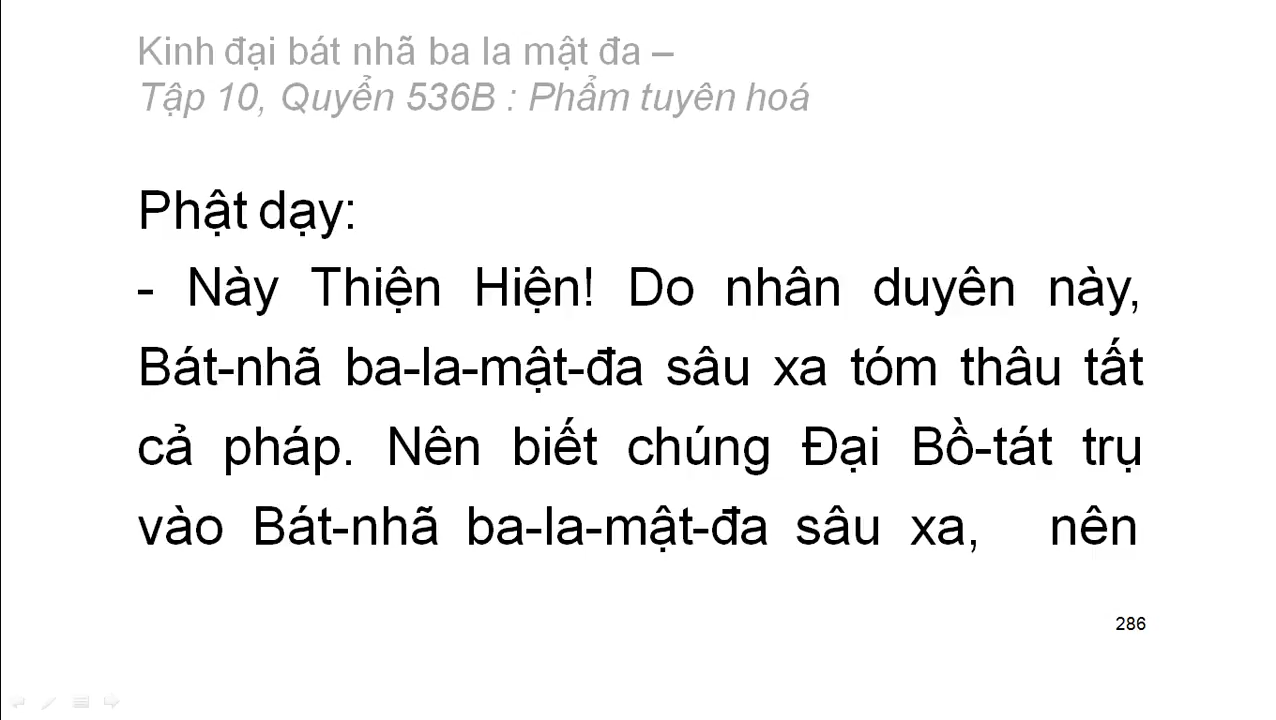 Kinh đại bát nhã ba la mật đa –
Tập 10, Quyển 536B : Phẩm tuyên hoá
Phật dạy:
- Này Thiện Hiện! Do nhân duyên này,
Bát-nhã ba-la-mật-đa sâu xa tóm thâu tất
cả pháp. Nên biết chúng Đại Bồ-tát trụ
vào Bát-nhã ba-la-mật-đa sâu xa, nên
286